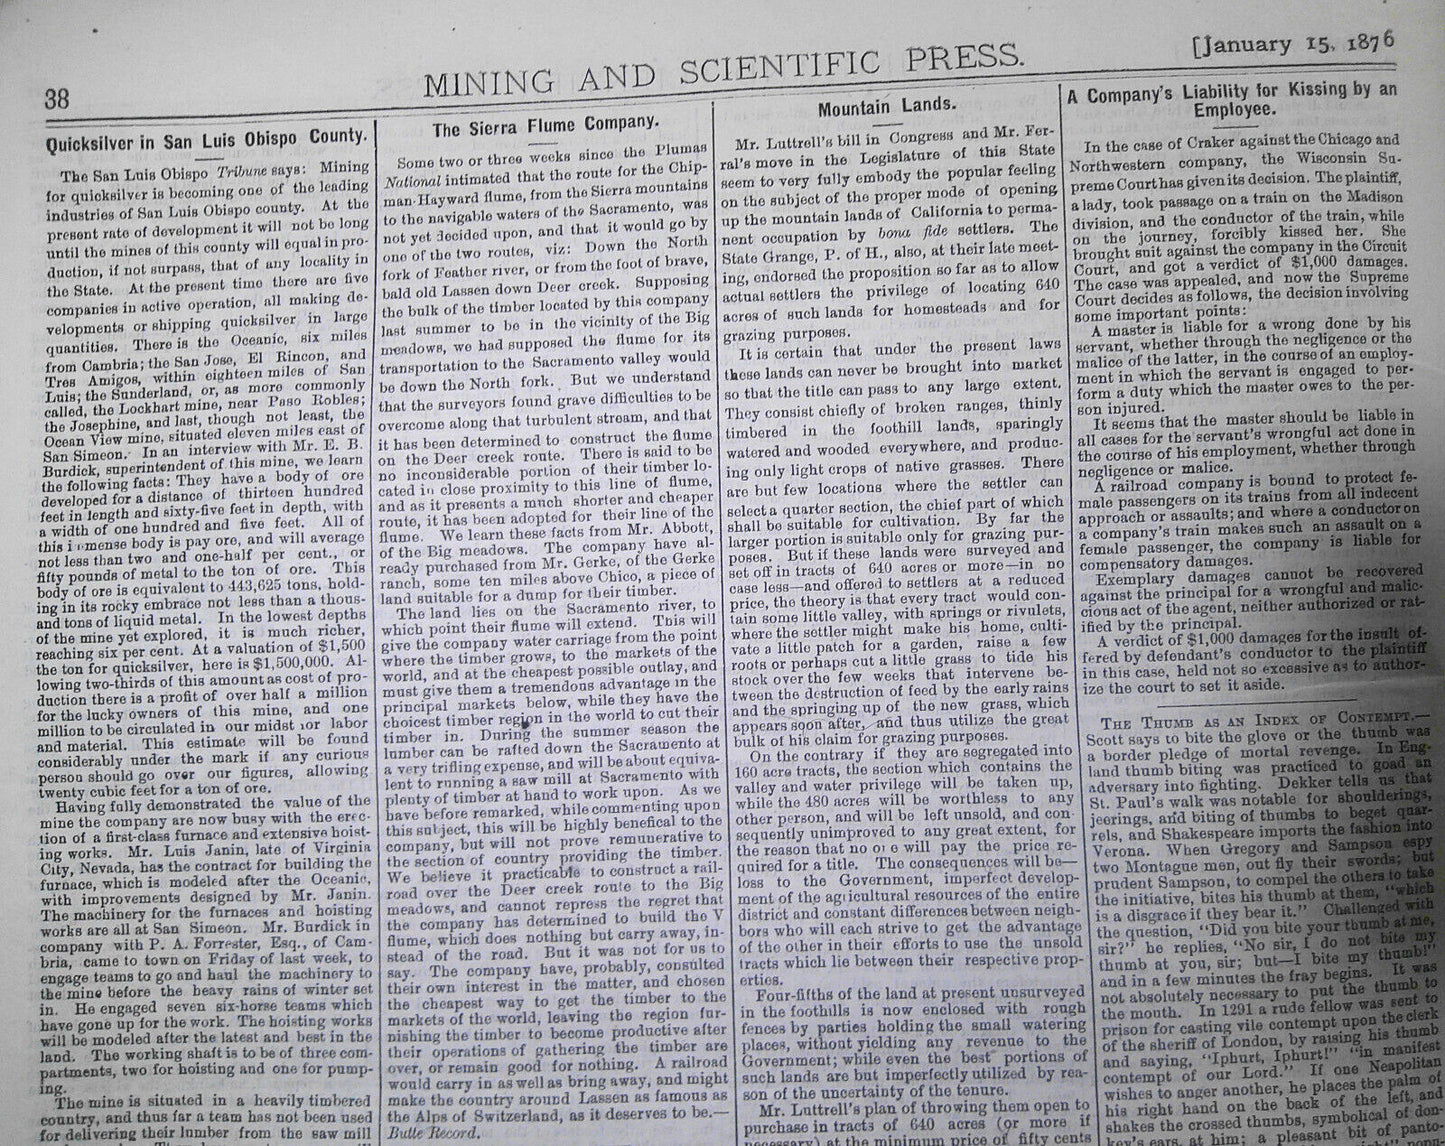 38
MINING AND SCIENTIFIC PRESS.
[January 15, 1876
Quicksilver in San Luis Obispo County.
The San Luis Obispo Tribune says: Mining
for quicksilver is becoming one of the leading
industries of San Luis Obispo county. At the
present rate of development it will not be long
until the mines of this county will equal in pro-
duction, if not surpass, that of any locality in
the State. At the present time there are five
companies in active operation, all making de-
velopments or shipping quicksilver in large
quantities. There is the Oceanic, six miles
from Cambria; the San Jose, El Rincon, and
Tres Amigos, within eighteen miles of San
Luis; the Sunderland, or, as more commonly
called, the Lockhart mine, near Paso Robles;
the Josephine, and last, though not least, the
Ocean View mine, situated eleven miles east of
San Simeon. In an interview with Mr. E. B.
Burdick, superintendent of this mine, we learn
the following facts: They have a body of ore
developed for a distance of thirteen hundred
feet in length and sixty-five feet in depth, with
a width of one hundred and five feet. All of
this immense body is pay ore, and will average
not less than two and one-half per cent., or
fifty pounds of metal to the ton of ore. This
body of ore is equivalent to 443,625 tons, hold-
ing in its rocky embrace not less than a thous-
and tons of liquid metal. In the lowest depths
of the mine yet explored, it is much richer,
reaching six per cent. At a valuation of $1,500
the ton for quicksilver, here is $1,500,000. Al-
lowing two-thirds of this amount as cost of pro-
duction there is a profit of over half a million
for the lucky owners of this mine, and one
million to be circulated in our midst for labor
and material. This estimate will be found
considerably under the mark if any curious
person should go over our figures, allowing
twenty cubic feet for a ton of ore.
Having fully demonstrated the value of the
mine the company are now busy with the erec-
tion of a first-class furnace and extensive hoist-
ing works. Mr. Luis Janin, late of Virginia
City, Nevada, has the contract for building the
furnace, which is modeled after the Oceanic,
with improvements designed by Mr. Janin.
The machinery for the furnaces and hoisting
works are all at San Simeon. Mr. Burdick in
company with P. A. Forrester, Esq., of Cam-
bria, came to town on Friday of last week, to
engage teams to go and haul the machinery to
the mine before the heavy rains of winter set
in. He engaged seven six-horse teams which
have gone up for the work. The hoisting works
will be modeled after the latest and best in the
land. The working shaft is to be of three com-
partments, two for hoisting and one for pump-
ing.
The mine is situated in a heavily timbered
country, and thus far a team has not been used
for delivering their lumber from the saw mill
The Sierra Flume Company.
Some two or three weeks since the Plumas
National intimated that the route for the Chip-
man-Hayward flume, from the Sierra mountains
to the navigable waters of the Sacramento, was
not yet decided upon, and that it would go by
one of the two routes, viz: Down the North
fork of Feather river, or from the foot of brave,
bald old Lassen down Deer creek. Supposing
the bulk of the timber located by this company
last summer to be in the vicinity of the Big
meadows, we had supposed the flume for its
transportation to the Sacramento valley would
be down the North fork. But we understand
that the surveyors found grave difficulties to be
overcome along that turbulent stream, and that
it has been determined to construct the flume
on the Deer creek route. There is said to be
no inconsiderable portion of their timber lo-
cated in close proximity to this line of flume,
and as it presents a much shorter and cheaper
route, it has been adopted for their line of the
flume. We learn these facts from Mr. Abbott,
of the Big meadows. The company have al-
ready purchased from Mr. Gerke, of the Gerke
ranch, some ten miles above Chico, a piece of
land suitable for a dump for their timber.
The land lies on the Sacramento river, to
which point their flume will extend. This will
give the company water carriage from the point
where the timber grows, to the markets of the
world, and at the cheapest possible outlay, and
must give them a tremendous advantage in the
principal markets below, while they have the
choicest timber region in the world to cut their
timber in. During the summer season the
lumber can be rafted down the Sacramento at
a very trifling expense, and will be about equiva-
lent to running a saw mill at Sacramento with
plenty of timber at hand to work upon. As we
have before remarked, while commenting upon
this subject, this will be highly benefical to the
company, but will not prove remunerative to
the section of country providing the timber.
We believe it practicable to construct a rail-
road over the Deer creek route to the Big
meadows, and cannot repress the regret that
the company has determined to build the V
flume, which does nothing but carry away, in-
stead of the road. But it was not for us to
say. The company have, probably, consulted
their own interest in the matter, and chosen
the cheapest way to get the timber to the
markets of the world, leaving the region fur-
nishing the timber to become productive after
their operations of gathering the timber are
over, or remain good for nothing. A railroad
would carry in as well as bring away, and might
make the country around Lassen as famous as
the Alps of Switzerland, as it deserves to be.—
Butte Record.
Mountain Lands.
Mr. Luttrell's bill in Congress and Mr. Fer-
ral's move in the Legislature of this State
seem to very fully embody the popular feeling
on the subject of the proper mode of opening
up the mountain lands of California to perma-
nent occupation by bona fide settlers. The
State Grange, P. of H., also, at their late meet-
ing, endorsed the proposition so far as to allow
actual settlers the privilege of locating 640
acres of such lands for homesteads and for
grazing purposes.
It is certain that under the present laws
these lands can never be brought into market
so that the title can pass to any large extent.
They consist chiefly of broken ranges, thinly
timbered in the foothill lands, sparingly
watered and wooded everywhere, and produc-
ing only light crops of native grasses. There
are but few locations where the settler can
select a quarter section, the chief part of which
shall be suitable for cultivation. By far the
larger portion is suitable only for grazing pur-
poses. But if these lands were surveyed and
set off in tracts of 640 acres or more—in no
case less—and offered to settlers at a reduced
price, the theory is that every tract would con-
tain some little valley, with springs or rivulets,
where the settler might make his home, culti-
vate a little patch for a garden, raise a few
roots or perhaps cut a little grass to tide his
stock over the few weeks that intervene be-
tween the destruction of feed by the early rains
and the springing up of the new grass, which
appears soon after, and thus utilize the great
bulk of his claim for grazing purposes.
On the contrary if they are segregated into
160 acre tracts, the section which contains the
valley and water privilege will be taken up,
while the 480 acres will be worthless to any
other person, and will be left unsold, and con-
sequently unimproved to any great extent, for
the reason that no one will pay the price re-
quired for a title. The consequences will be—
loss to the Government, imperfect develop-
ment of the agricultural resources of the entire
district and constant differences between neigh-
bors who will each strive to get the advantage
of the other in their efforts to use the unsold
tracts which lie between their respective prop-
erties.
Four-fifths of the land at present unsurveyed
in the foothills is now enclosed with rough
fences by parties holding the small watering
places, without yielding any revenue to the
Government; while even the best portions of
such lands are but imperfectly utilized by rea-
son of the uncertainty of the tenure.
Mr. Luttrell's plan of throwing them open to
purchase in tracts of 640 acres (or more if
necessary) at the minimum price of fifty cents
A Company's Liability for Kissing by an
Employee.
In the case of Craker against the Chicago and
Northwestern company, the Wisconsin Su-
preme Court has given its decision. The plaintiff,
a lady, took passage on a train on the Madison
division, and the conductor of the train, while
on the journey, forcibly kissed her. She
brought suit against the company in the Circuit
Court, and got a verdict of $1,000 damages.
The case was appealed, and now the Supreme
Court decides as follows, the decision involving
some important points:
A master is liable for a wrong done by his
servant, whether through the negligence or the
malice of the latter, in the course of an employ-
ment in which the servant is engaged to per-
form a duty which the master owes to the per-
son injured.
It seems that the master should be liable in
all cases for the servant's wrongful act done in
the course of his employment, whether through
negligence or malice.
A railroad company is bound to protect fe-
male passengers on its trains from all indecent
approach or assaults; and where a conductor on
a company's train makes such an assault on a
female passenger, the company is liable for
compensatory damages.
Exemplary damages cannot be recovered
against the principal for a wrongful and malic-
cious act of the agent, neither authorized or rat-
ified by the principal.
A verdict of $1,000 damages for the insult of-
fered by defendant's conductor to the plaintiff
in this case, held not so excessive as to author-
ize the court to set it aside.
THE THUMB AS AN INDEX OF CONTEMPT.—
Scott says to bite the glove or the thumb was
a border pledge of mortal revenge. In Eng-
land thumb biting was practiced to goad an
adversary into fighting. Dekker tells us that
St. Paul's walk was notable for shoulderings,
jeerings, and biting of thumbs to beget quar-
rels, and Shakespeare imports the fashion into
Verona. When Gregory and Sampson espy
two Montague men, out fly their swords; but
prudent Sampson, to compel the others to take
the initiative, bites his thumb at them, "which
is a disgrace if they bear it." Challenged with
the question, "Did you bite your thumb at me,
sir?" he replies, "No sir, I do not bite my
thumb at you, sir; but—I bite my thumb!"
and in a few minutes the fray begins. It was
not absolutely necessary to put the thumb to
the mouth. In 1291 a rude fellow was sent to
prison for casting vile contempt upon the clerk
of the sheriff of London, by raising his thumb
and saying, "Iphurt, Iphurt!" "in manifest
contempt of our Lord." If one Neapolitan
wishes to anger another, he places the palm of
his right hand on the back of the left, and
shakes the crossed thumbs, symbolical of don-
key's ears, at him; a pleasant bit of panto-